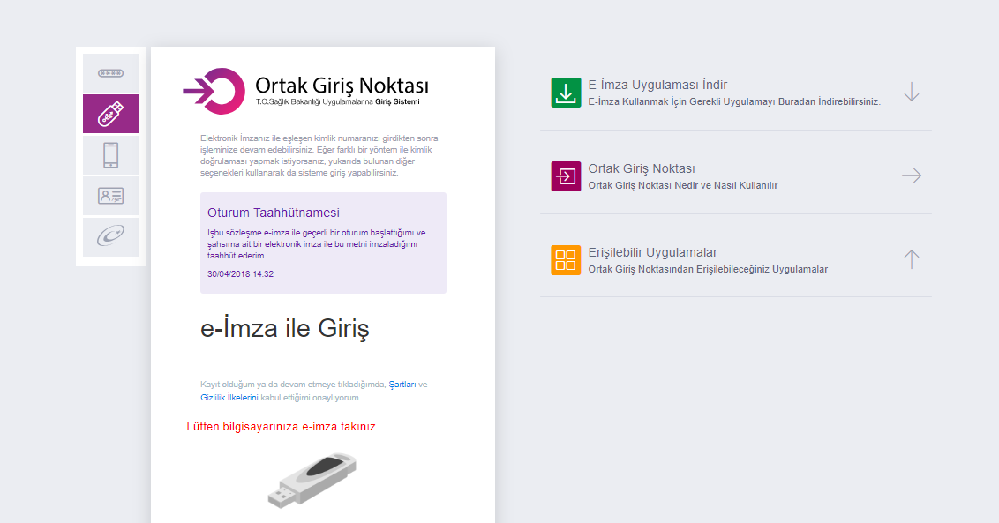 ****
Ortak Giriş Noktası
T.C.Sağlık Bakanlığı Uygulamalarına Giriş Sistemi
Elektronik İmzanız ile eşleşen kimlik numaranızı girdikten sonra
işleminize devam edebilirsiniz. Eğer farklı bir yöntem ile kimlik
doğrulaması yapmak istiyorsanız, yukarıda bulunan diğer
seçenekleri kullanarak da sisteme giriş yapabilirsiniz.
Oturum Taahhütnamesi
İşbu sözleşme e-imza ile geçerli bir oturum başlattığımı ve
şahsıma ait bir elektronik imza ile bu metni imzaladığımı
taahhüt ederim.
30/04/2018 14:32
e-İmza ile Giriş
Kayıt olduğum ya da devam etmeye tıkladığımda, Şartları ve
Gizlilik İlkelerini kabul ettiğimi onaylıyorum.
Lütfen bilgisayarınıza e-imza takınız
E-İmza Uygulaması İndir
E-İmza Kullanmak İçin Gerekli Uygulamayı Buradan İndirebilirsiniz.
Ortak Giriş Noktası
Ortak Giriş Noktası Nedir ve Nasıl Kullanılır
Erişilebilir Uygulamalar
Ortak Giriş Noktasından Erişilebileceğiniz Uygulamalar